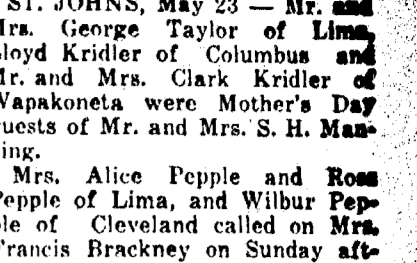 ST. JOHNS, May 23 — Mr. and
Mrs. George Taylor of Lima,
Lloyd Kridler of Columbus and
Mr. and Mrs. Clark Kridler of
Wapakoneta were Mother's Day
guests of Mr. and Mrs. S. H. Man-
ning.
Mrs. Alice Pepple and Ross
Pepple of Lima, and Wilbur Pep-
ple of Cleveland called on Mrs.
Francis Brackney on Sunday aft-